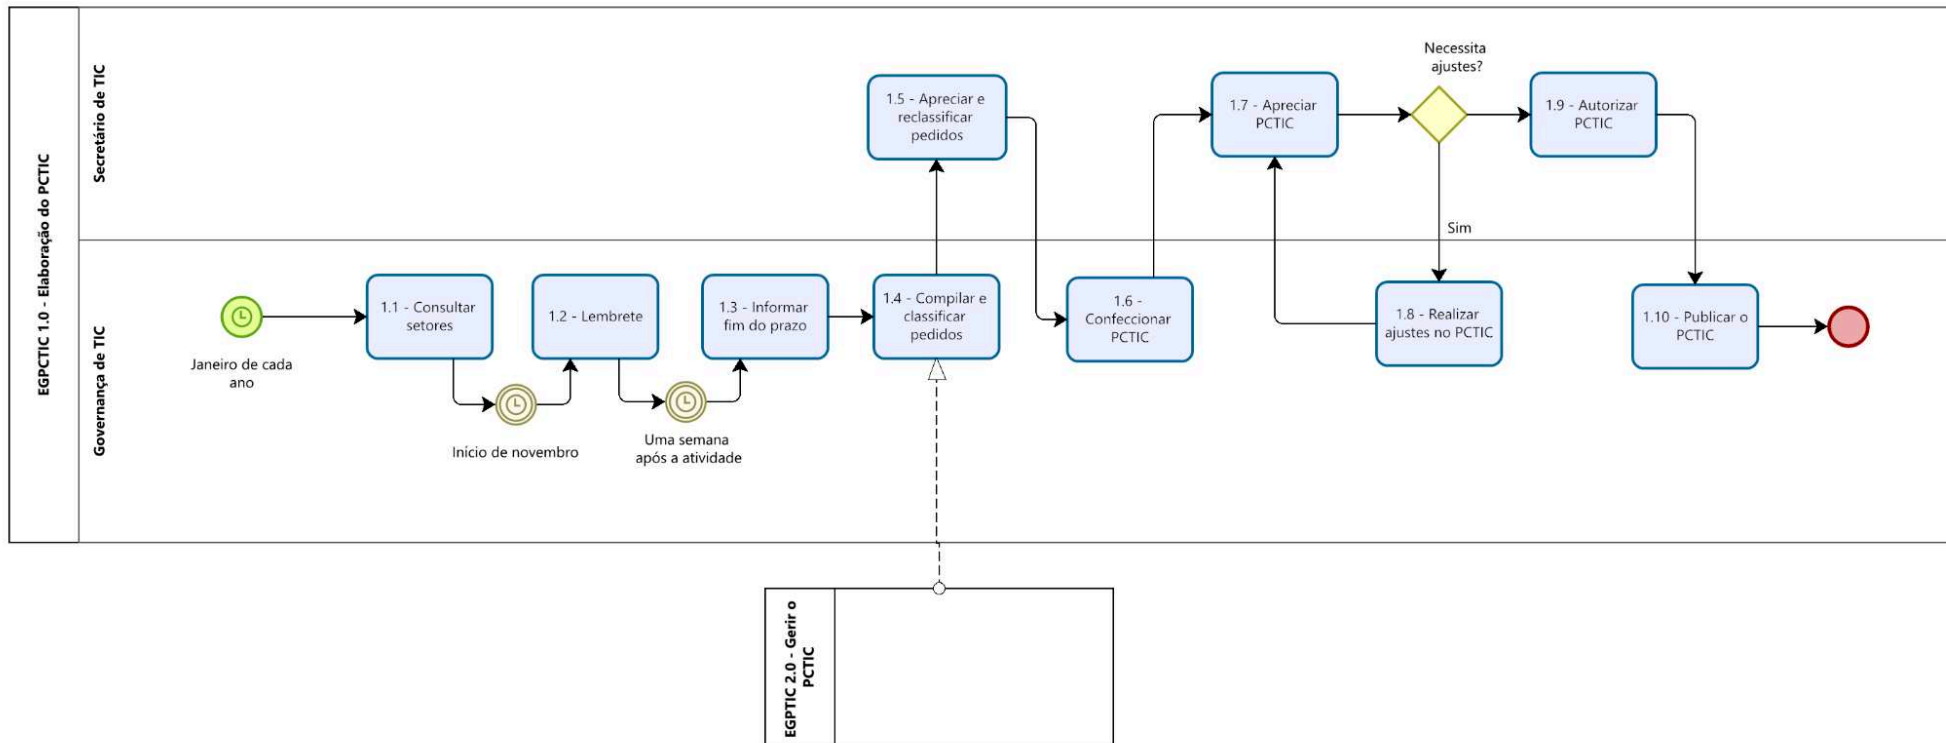 EGPCTIC 1.0 - Elaboração do PCTIC
Secretário de TIC
1.5 - Apreciar e
reclassificar
pedidos
1.7 - Apreciar
PCTIC
Necessita
ajustes?
1.9 - Autorizar
PCTIC
Sim
Governança de TIC
Janeiro de cada
ano
1.1 - Consultar
setores
Início de novembro
1.2 - Lembrete
Uma semana
após a atividade
1.3 - Informar
fim do prazo
1.4 - Compilar e
classificar
pedidos
1.6 -
Confeccionar
PCTIC
1.8 - Realizar
ajustes no PCTIC
1.10 - Publicar o
PCTIC
EGPTIC 2.0 - Gerir o
PCTIC